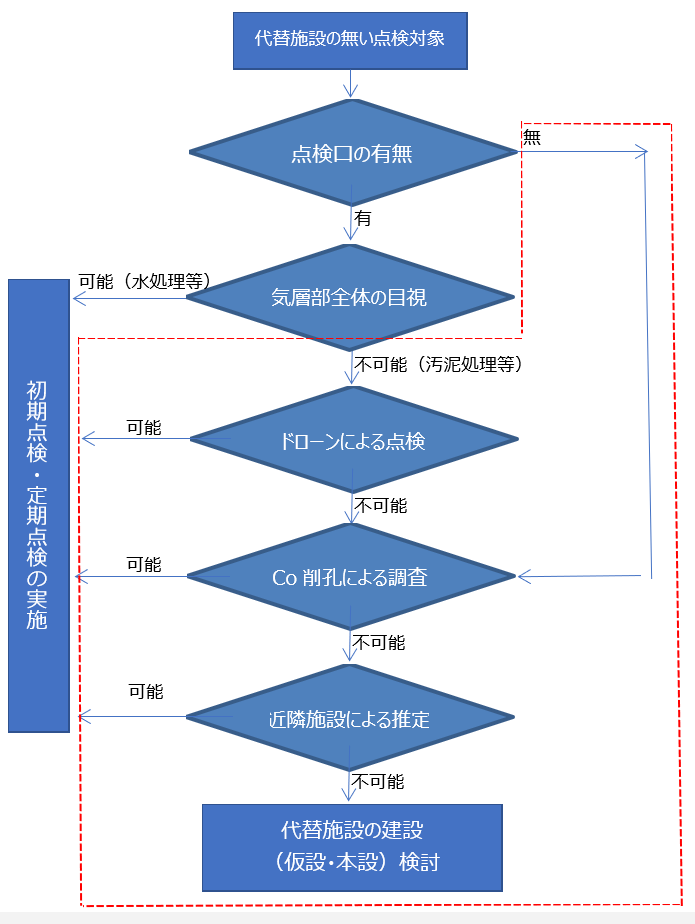 代替施設の無い点検対象
点検口の有無
無
有
気層部全体の目視
可能（水処理等）
不可能（汚泥処理等）
初期点検・定期点検の実施
ドローンによる点検
可能
不可能
Co 削孔による調査
可能
不可能
近隣施設による推定
可能
不可能
代替施設の建設
（仮設・本設）検討